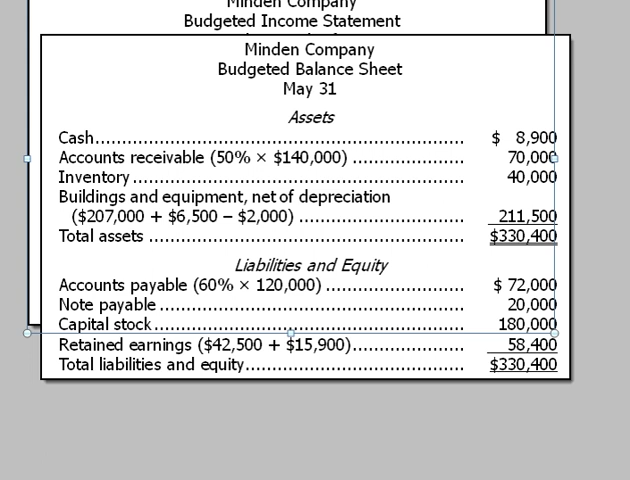 Minden Company
Budgeted Income Statement
Minden Company
Budgeted Balance Sheet
May 31
Assets
Cash.............................................................................. $ 8,900
Accounts receivable (50% × $140,000) ....................... 70,000
Inventory....................................................................... 40,000
Buildings and equipment, net of depreciation
($207,000 + $6,500 – $2,000) .................................. 211,500
Total assets ................................................................. $330,400
Liabilities and Equity
Accounts payable (60% × 120,000) ............................. $ 72,000
Note payable ................................................................ 20,000
Capital stock................................................................. 180,000
Retained earnings ($42,500 + $15,900)........................ 58,400
Total liabilities and equity............................................. $330,400